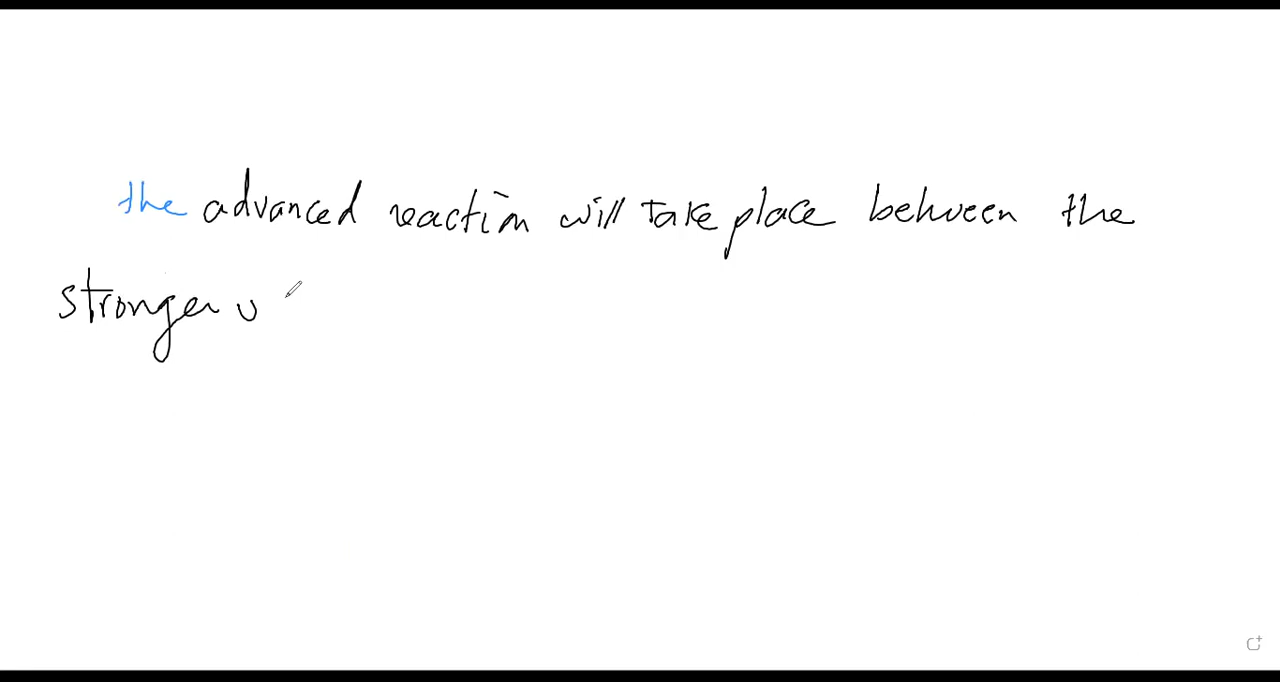 the advanced reaction will take place between the
stronger